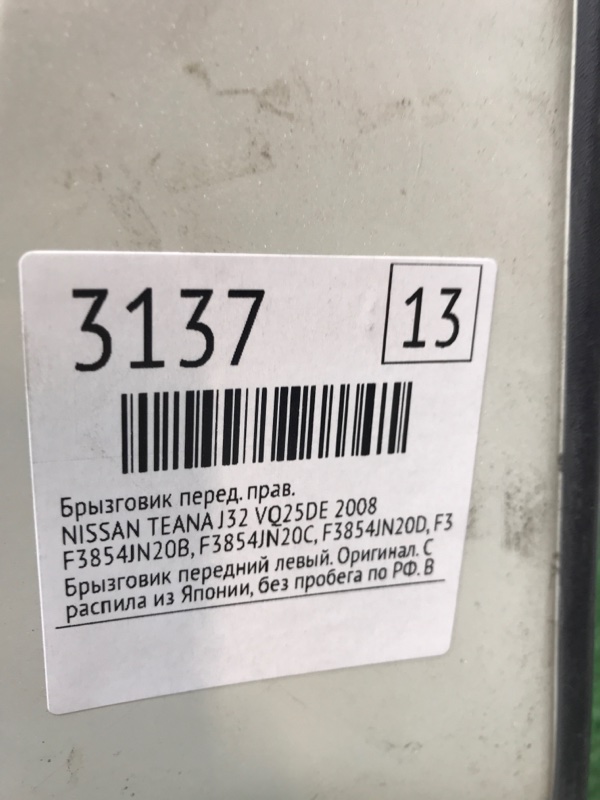 3137
13
Брызговик перед. прав.
NISSAN TEANA J32 VQ25DE 2008
F3854JN20B, F3854JN20C, F3854JN20D, F3
Брызговик передний левый. Оригинал. С
распила из Японии, без пробега по РФ. В